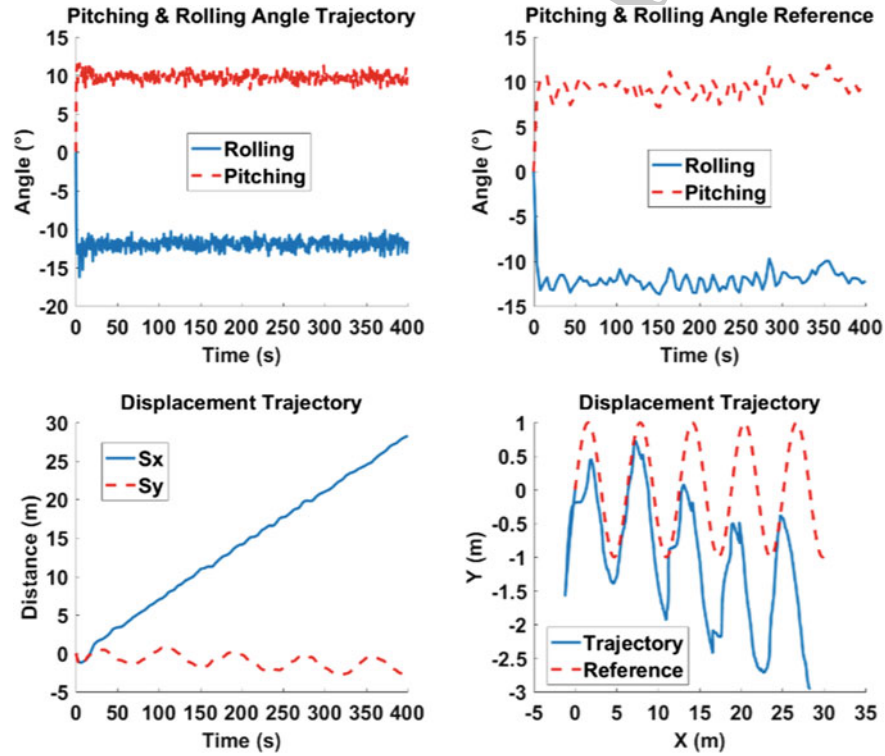 Pitching & Rolling Angle Trajectory
15
10
5
0
-5
-10
-15
-20
Angle (°)
Rolling
Pitching
0 50 100 150 200 250 300 350 400
Time (s)
Pitching & Rolling Angle Reference
15
10
5
0
-5
-10
-15
Angle (°)
Rolling
Pitching
0 50 100 150 200 250 300 350 400
Time (s)
Displacement Trajectory
30
25
20
15
10
5
0
-5
Distance (m)
Sx
Sy
0 50 100 150 200 250 300 350 400
Time (s)
Displacement Trajectory
1
0.5
0
-0.5
-1
-1.5
-2
-2.5
-3
Y (m)
Trajectory
Reference
-5 0 5 10 15 20 25 30 35
X (m)